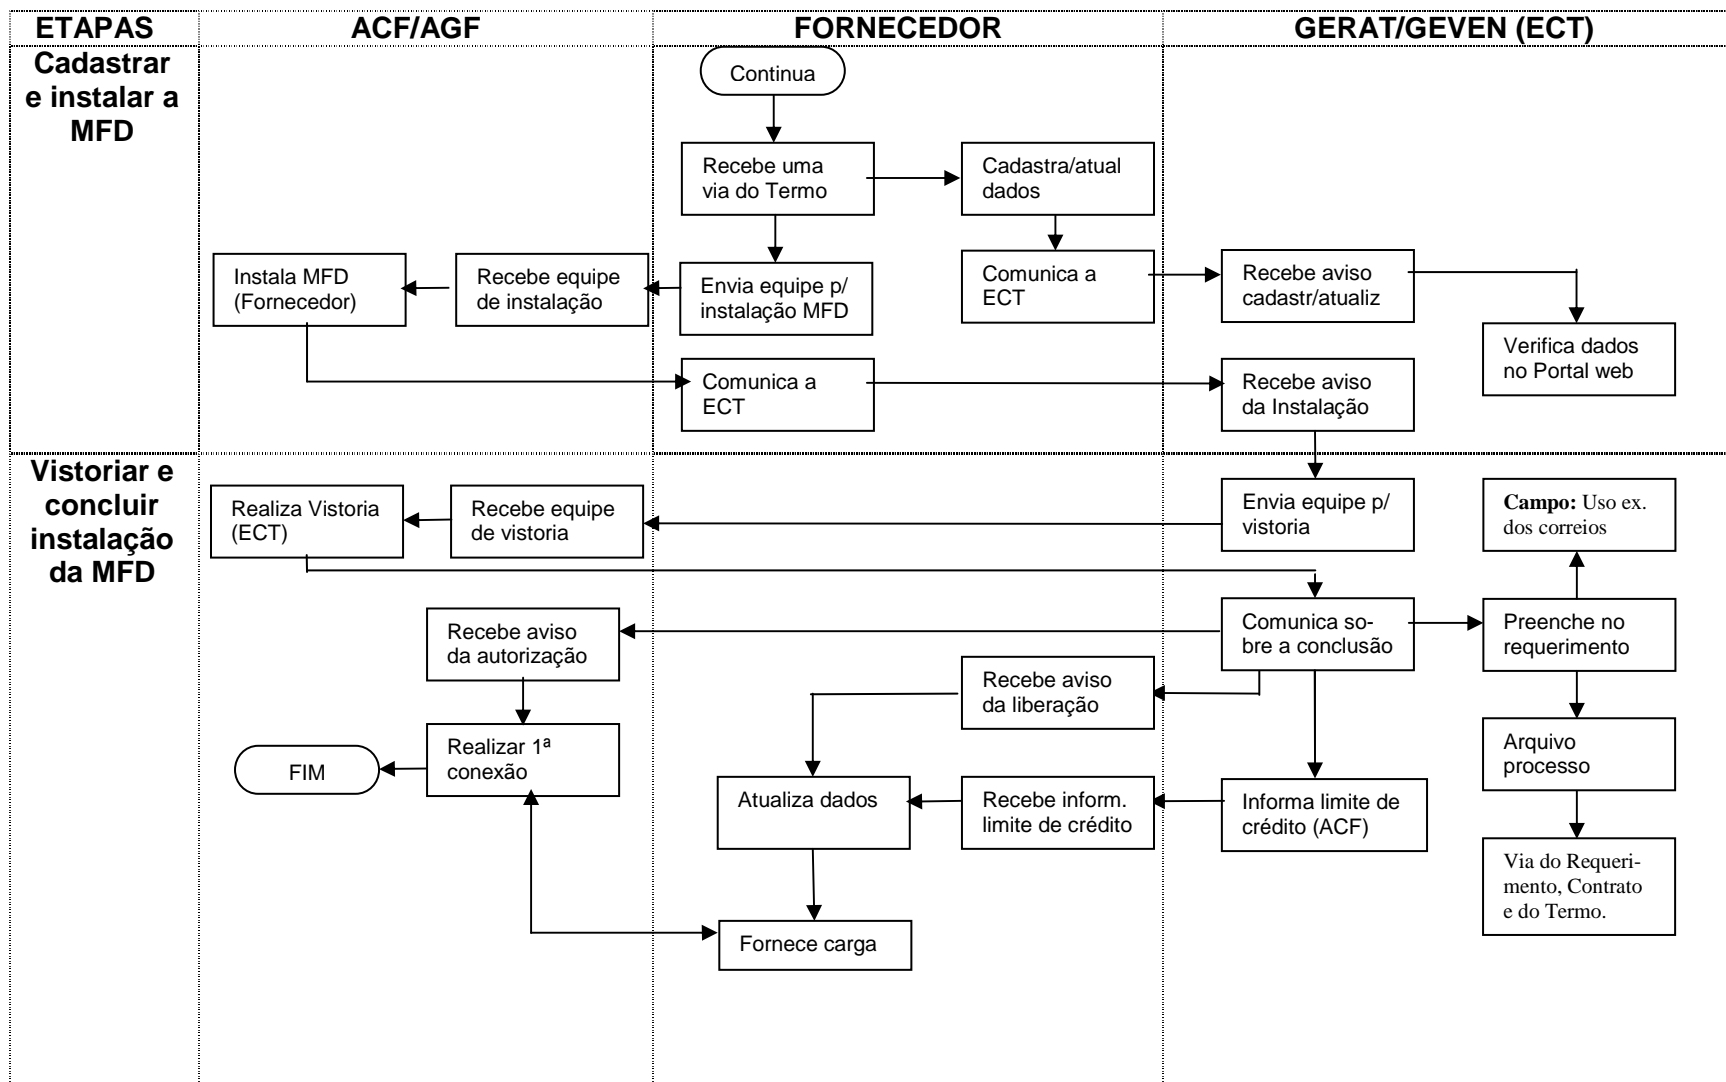 ETAPAS
ACF/AGF
FORNECEDOR
GERAT/GEVEN (ECT)
Cadastrar
e instalar a
MFD
Continua
Recebe uma
via do Termo
Cadastra/atual
dados
Instala MFD
(Fornecedor)
Recebe equipe
de instalação
Envia equipe p/
instalação MFD
Comunica a
ECT
Recebe aviso
cadastr/atualiz
Verifica dados
no Portal web
Comunica a
ECT
Recebe aviso
da Instalação
Vistoriar e
concluir
instalação
da MFD
Realiza Vistoria
(ECT)
Recebe equipe
de vistoria
Envia equipe p/
vistoria
Campo: Uso ex.
dos correios
Recebe aviso
da autorização
Comunica so-
bre a conclusão
Preenche no
requerimento
Recebe aviso
da liberação
Realizar 1ª
conexão
FIM
Arquivo
processo
Atualiza dados
Recebe inform.
limite de crédito
Informa limite de
crédito (ACF)
Via do Requeri-
mento, Contrato
e do Termo.
Fornece carga